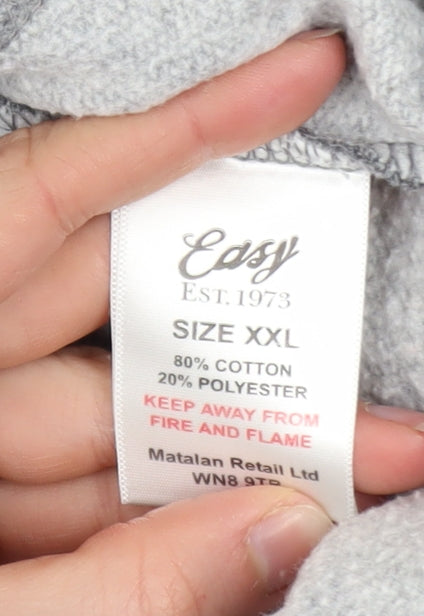 Easy
EST. 1973
SIZE XXL
80% COTTON
20% POLYESTER
KEEP AWAY FROM
FIRE AND FLAME
Matalan Retail Ltd
WN8